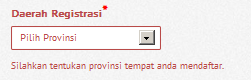 Daerah Registrasi*
Pilih Provinsi
Silahkan tentukan provinsi tempat anda mendaftar.